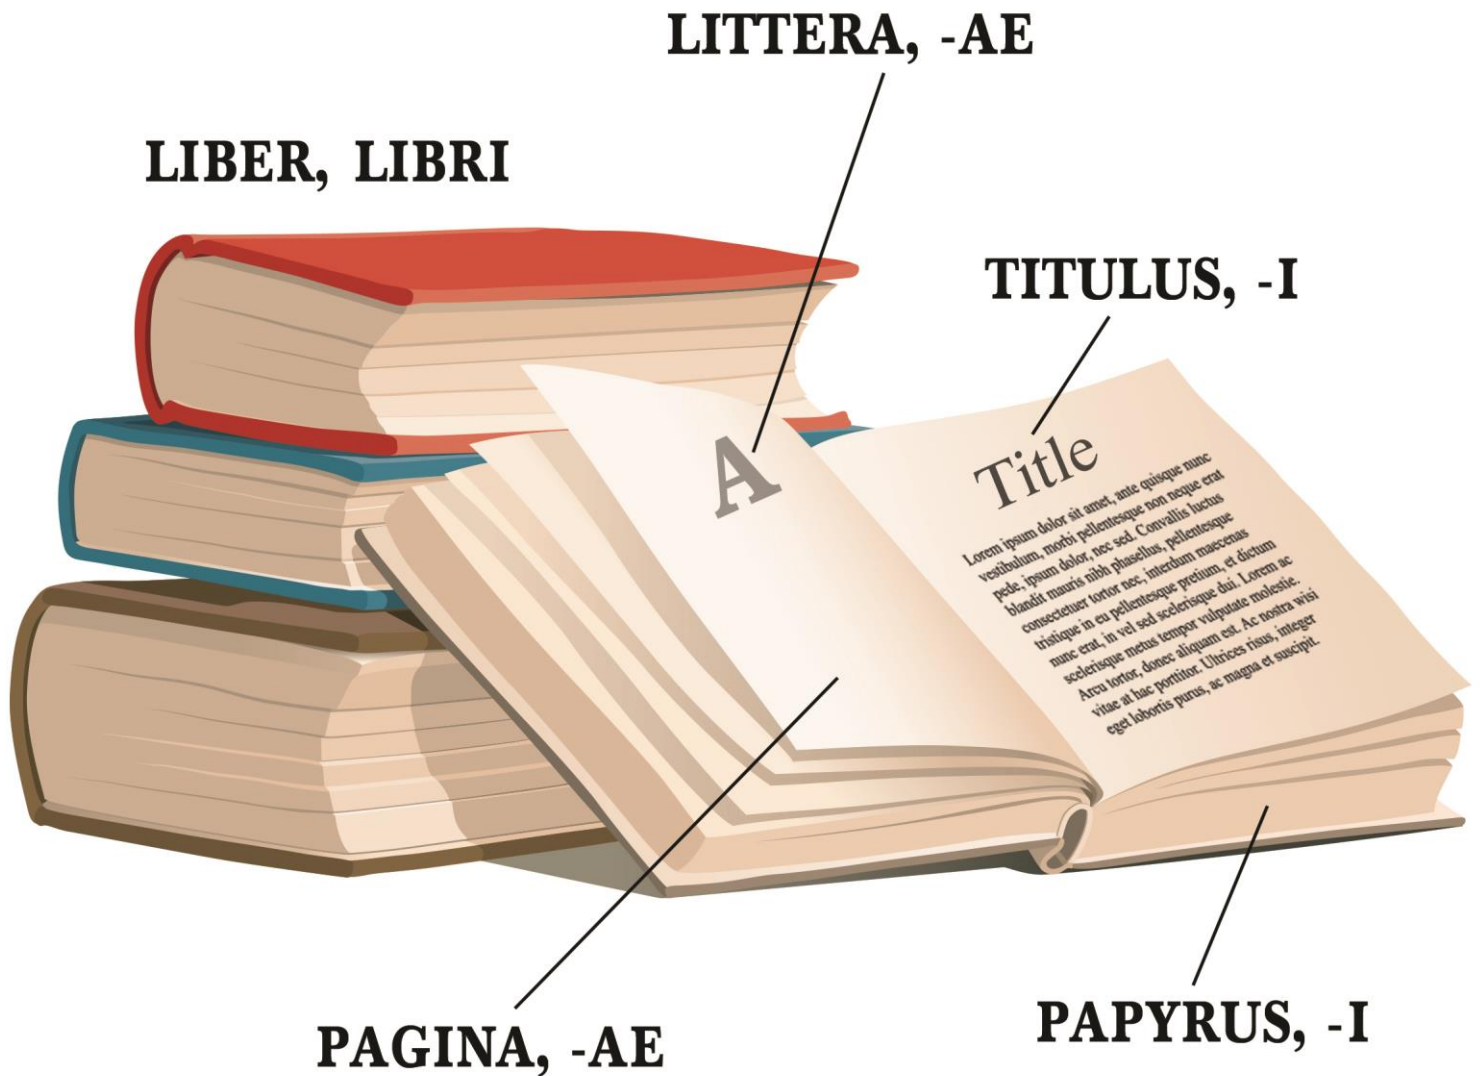 LITTERA, -AE
LIBER, LIBRI
TITULUS, -I
A
Title
Lorem ipsum dolor sit amet, ante quisque nunc
vestibulum, morbi pellentesque non neque erat
pede, ipsum dolor, nec sed. Convallis luctus
blandit mauris nibh phasellus, pellentesque
consectetuer tortor nec, interdum maecenas
tristique in eu pellentesque pretium, et dictum
nunc erat, in vel sed scelerisque dui. Lorem ac
scelerisque metus tempor vulputate molestie.
Arcu tortor, donec aliquam est. Ac nostra wisi
vitae at hac porttitor. Ultrices risus, integer
eget lobortis purus, ac magna et suscipit.
PAGINA, -AE
PAPYRUS, -I